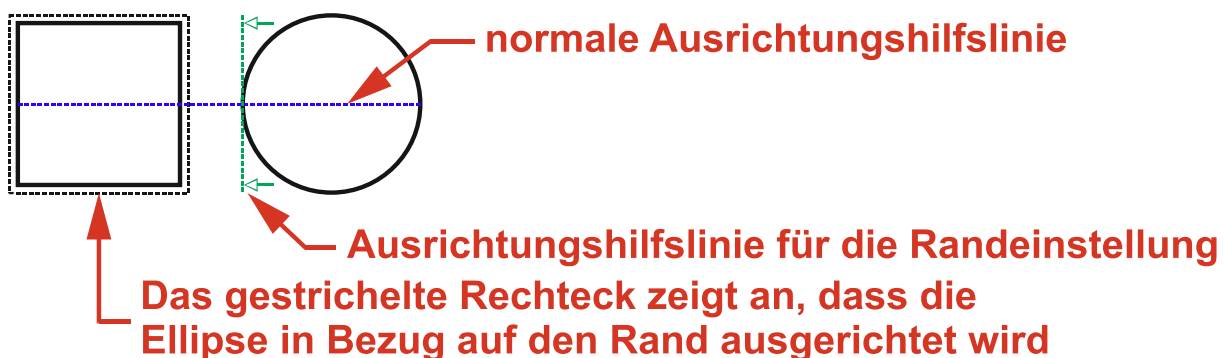 normale Ausrichtungshilfslinie
Ausrichtungshilfslinie für die Randeinstellung
Das gestrichelte Rechteck zeigt an, dass die
Ellipse in Bezug auf den Rand ausgerichtet wird